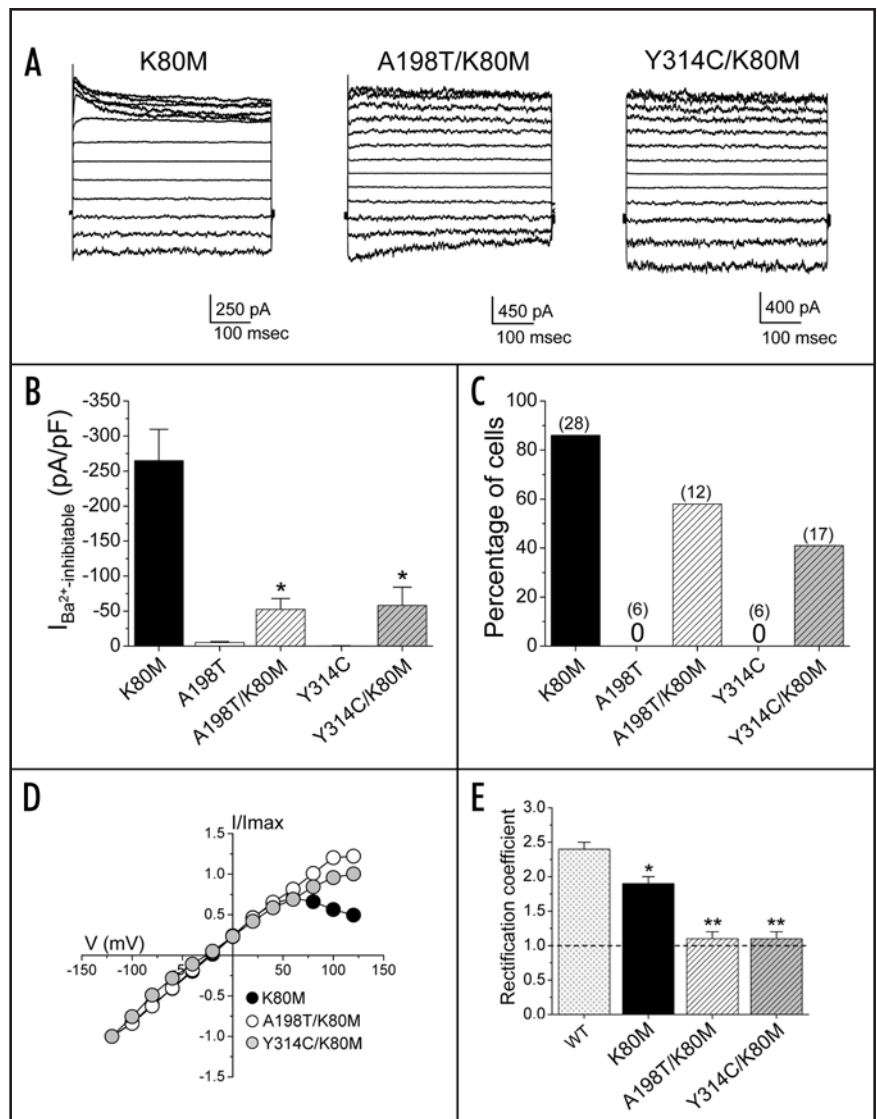 A
K80M
A198T/K80M
Y314C/K80M
250 pA
100 msec
450 pA
100 msec
400 pA
100 msec
B
I Ba2+-inhibitable (pA/pF)
-350
-300
-250
-200
-150
-100
-50
0
*
*
K80M
A198T
A198T/K80M
Y314C
Y314C/K80M
C
Percentage of cells
100
80
60
40
20
0
(28)
(6)
0
(12)
(6)
0
(17)
K80M
A198T
A198T/K80M
Y314C
Y314C/K80M
D
I/Imax
1.5
1.0
0.5
V (mV)
-150 -100 -50 50 100 150
-0.5
-1.0
-1.5
K80M
A198T/K80M
Y314C/K80M
E
Rectification coefficient
3.0
2.5
2.0
1.5
1.0
0.5
0.0
*
**
**
WT
K80M
A198T/K80M
Y314C/K80M